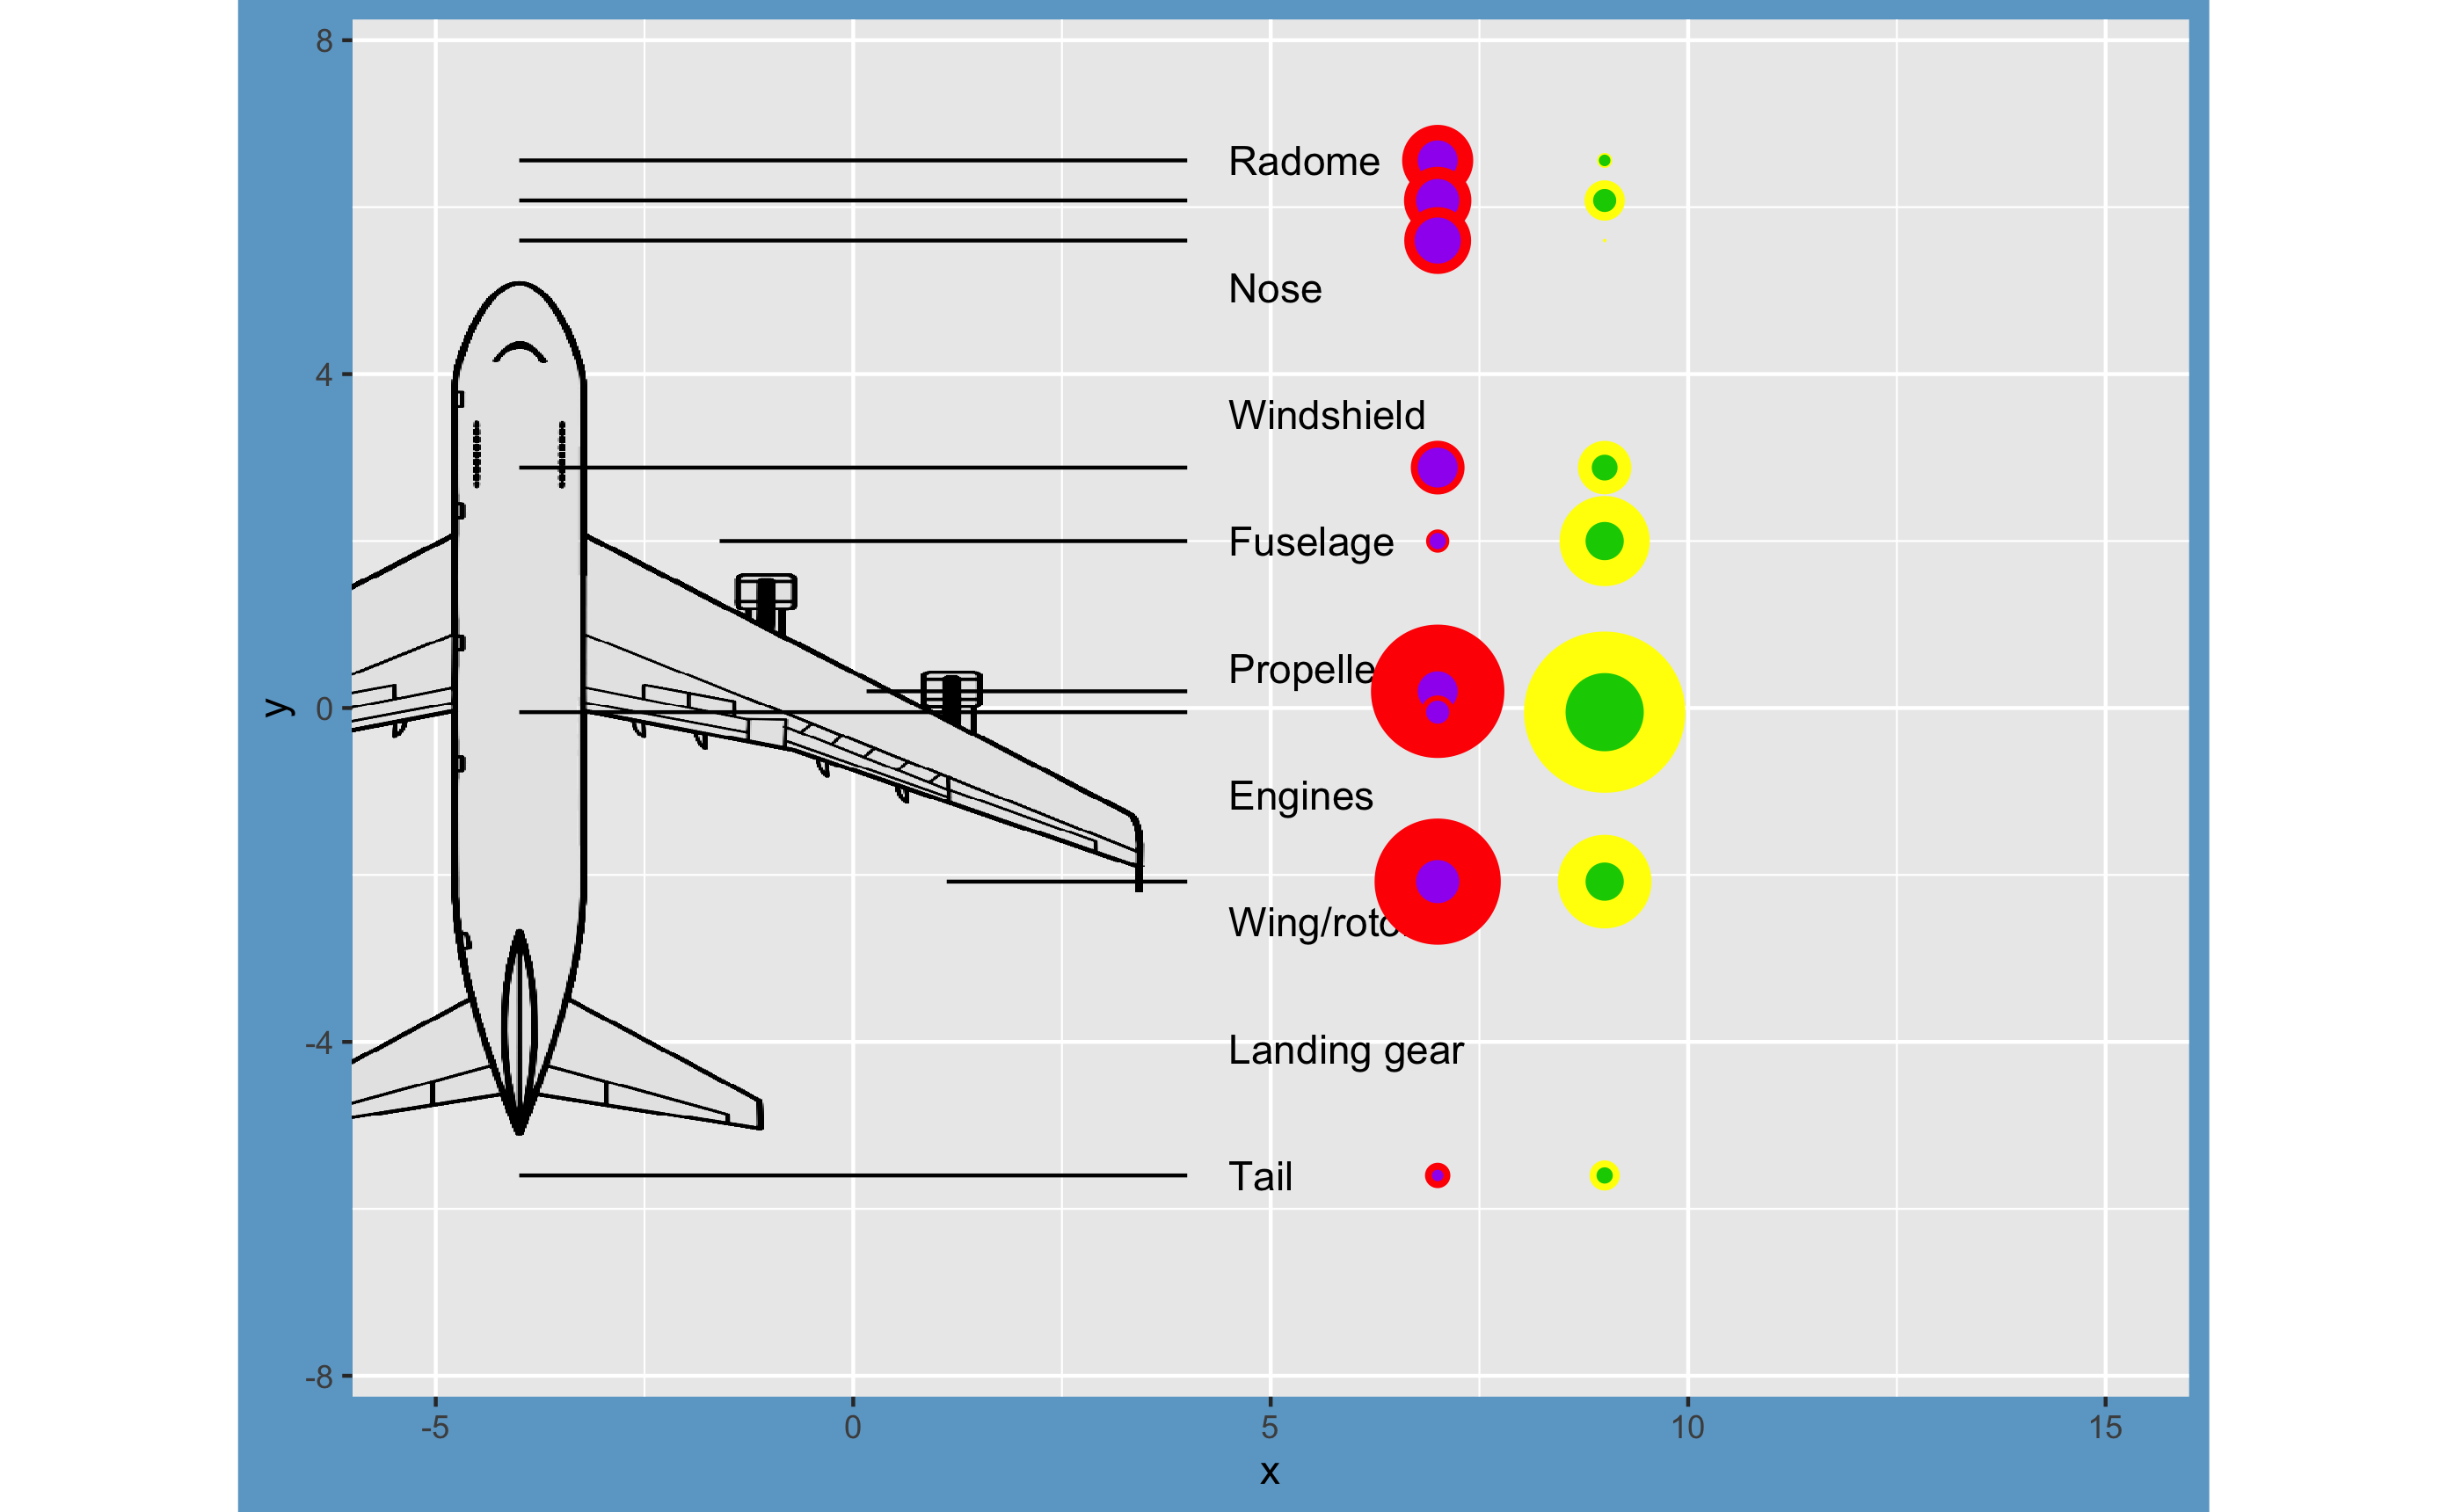 8
Radome
Nose
4
Windshield
Fuselage
Propelle
y
0
Engines
Wing/roto
-4
Landing gear
Tail
-8
-5
0
5
10
15
x